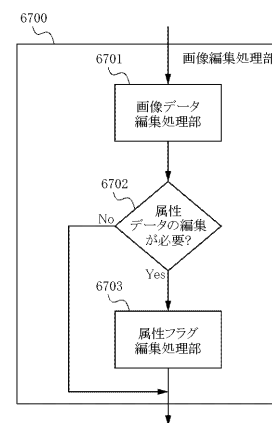 6700
画像編集処理部
6701
画像データ
編集処理部
6702
属性
データの編集
が必要?
No
Yes
6703
属性フラグ
編集処理部